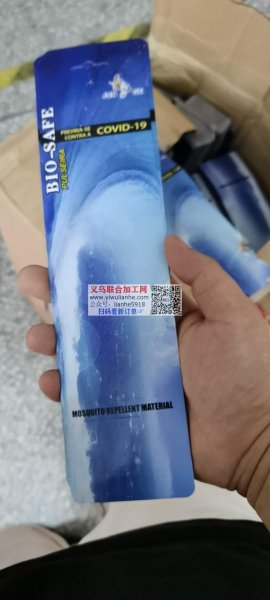 BIO-SAFE
PULSEIRA
PREVINA-SE
CONTRA A
COVID-19
义乌联合加工网
www.yiwulianhe.com
公众号：lianhe5918
扫码看新订单
MOSQUITO REPELLENT MATERIAL